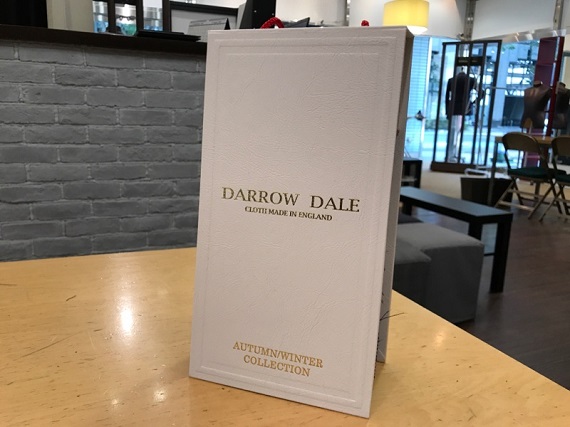 DARROW DALE
CLOTH MADE IN ENGLAND
AUTUMN/WINTER
COLLECTION